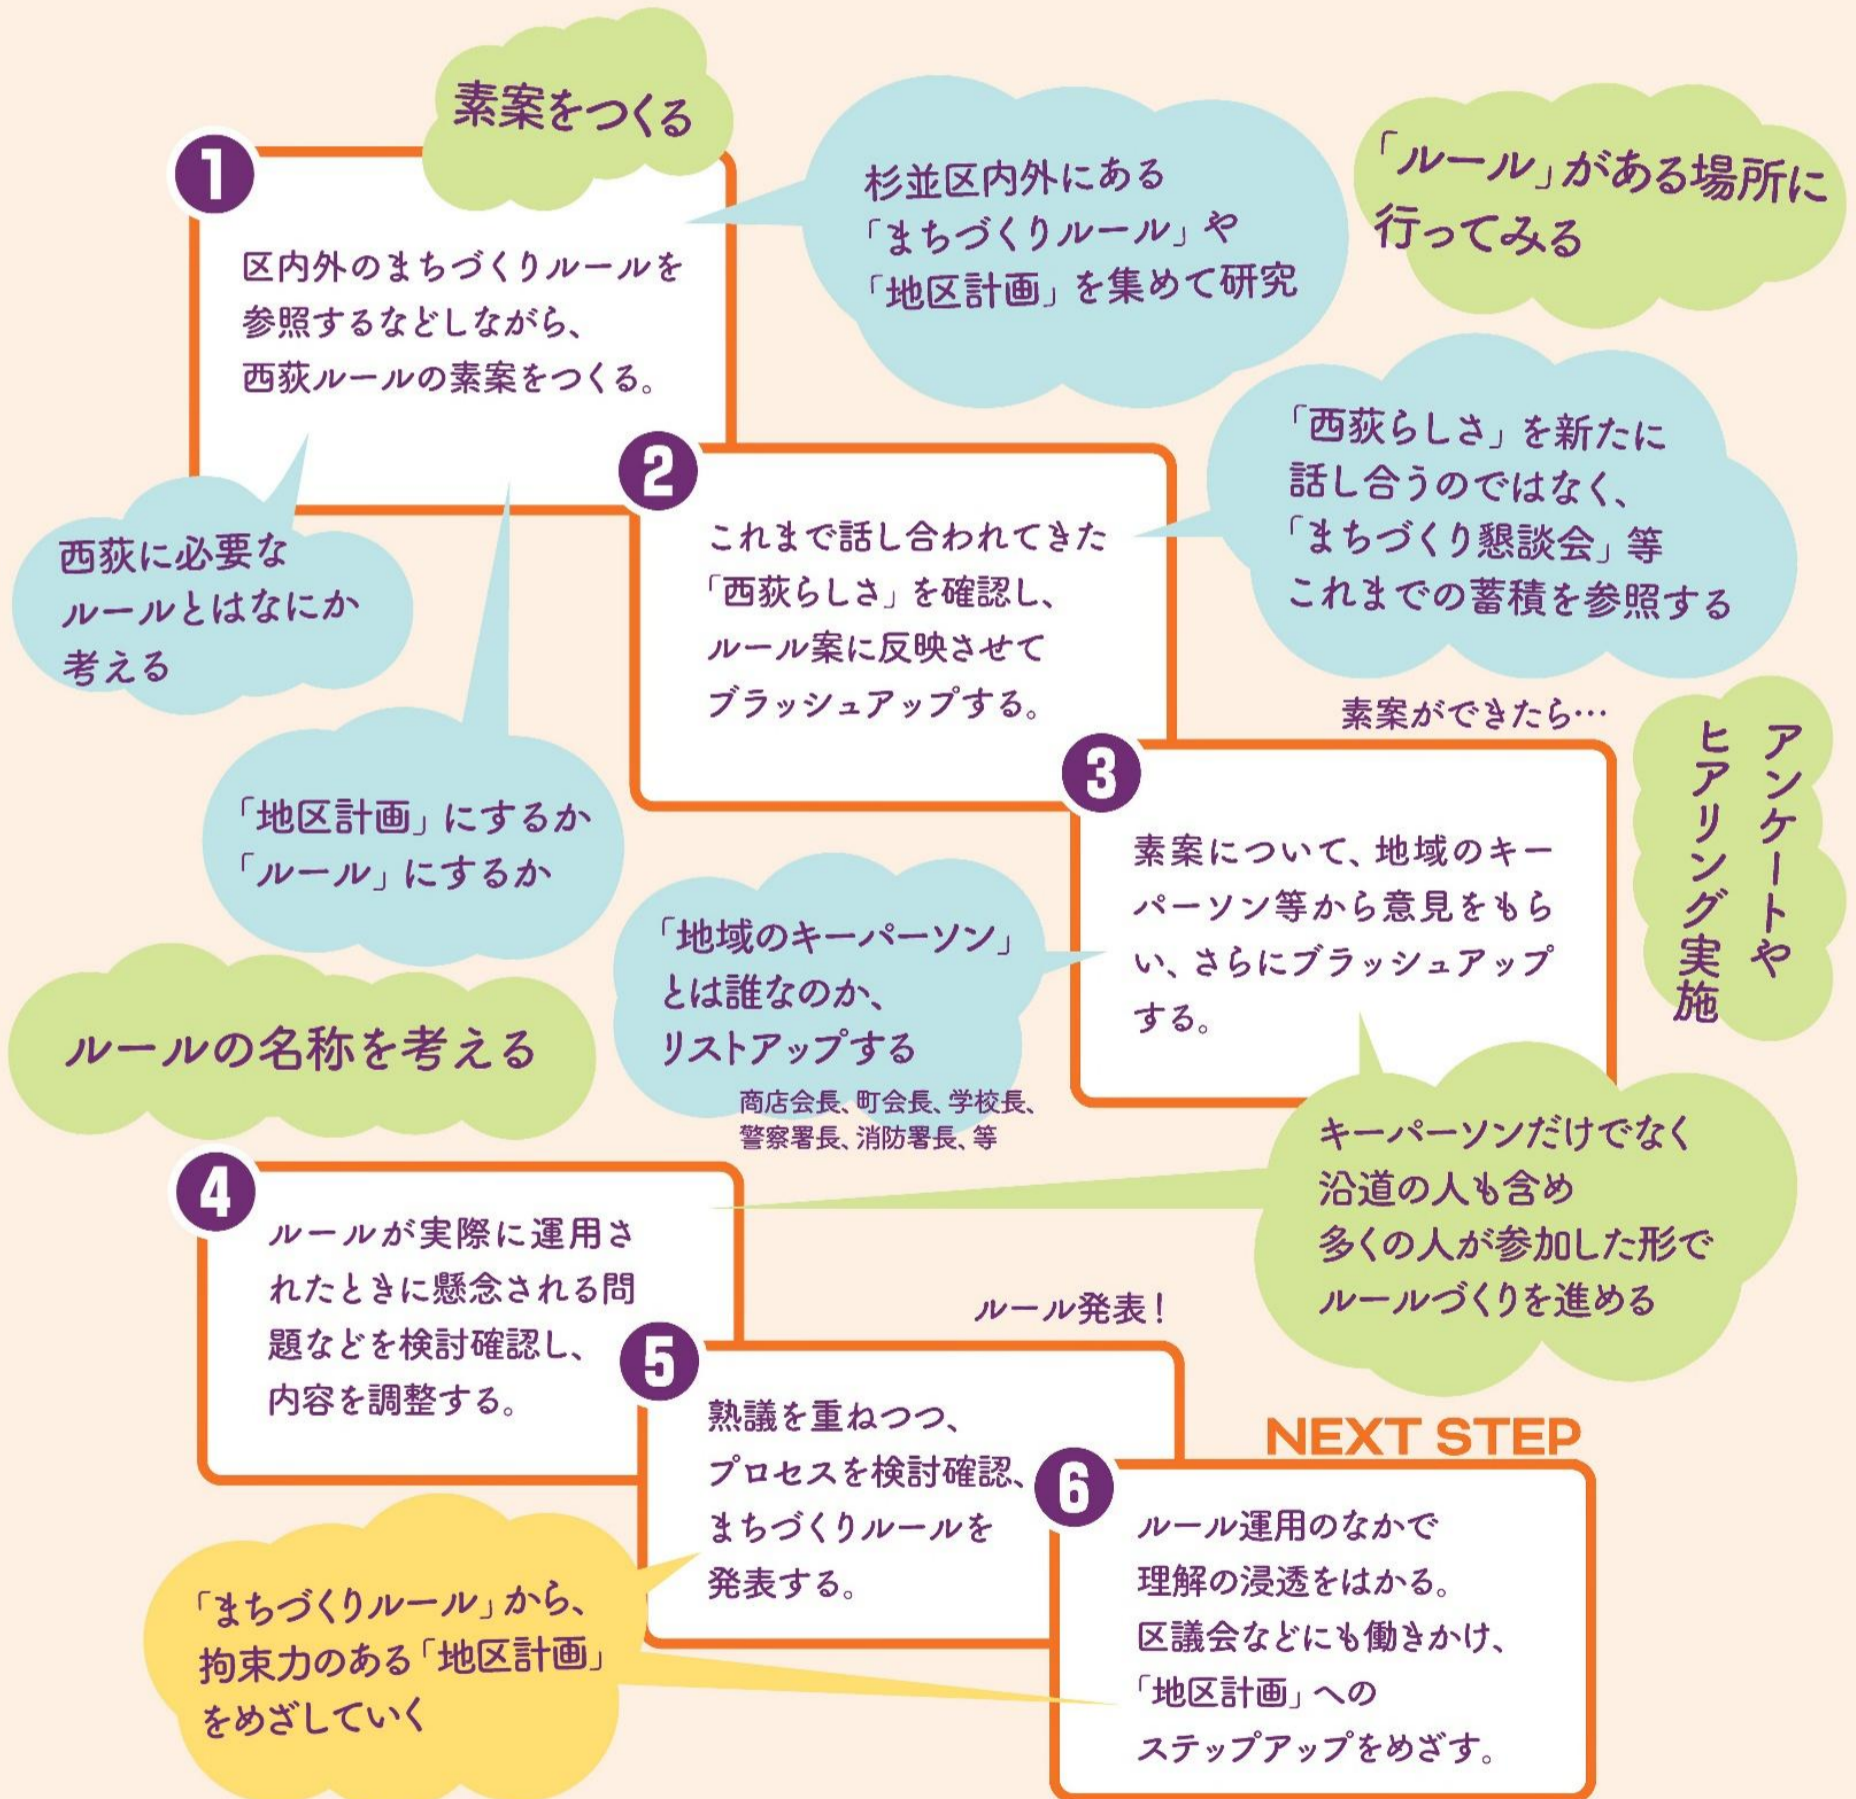 素案をつくる
1
区内外のまちづくりルールを
参照するなどしながら、
西荻ルールの素案をつくる。
杉並区内外にある
「まちづくりルール」や
「地区計画」を集めて研究
「ルール」がある場所に
行ってみる
西荻に必要な
ルールとはなにか
考える
「地区計画」にするか
「ルール」にするか
2
これまで話し合われてきた
「西荻らしさ」を確認し、
ルール案に反映させて
ブラッシュアップする。
「西荻らしさ」を新たに
話し合うのではなく、
「まちづくり懇談会」等
これまでの蓄積を参照する
素案ができたら…
3
素案について、地域のキー
パーソン等から意見をもら
い、さらにブラッシュアップ
する。
アンケートや
ヒアリング実施
「地域のキーパーソン」
とは誰なのか、
リストアップする
商店会長、町会長、学校長、
警察署長、消防署長、等
ルールの名称を考える
キーパーソンだけでなく
沿道の人も含め
多くの人が参加した形で
ルールづくりを進める
4
ルールが実際に運用さ
れたときに懸念される問
題などを検討確認し、
内容を調整する。
ルール発表!
5
熟議を重ねつつ、
プロセスを検討確認、
まちづくりルールを
発表する。
「まちづくりルール」から、
拘束力のある「地区計画」
をめざしていく
NEXT STEP
6
ルール運用のなかで
理解の浸透をはかる。
区議会などにも働きかけ、
「地区計画」への
ステップアップをめざす。